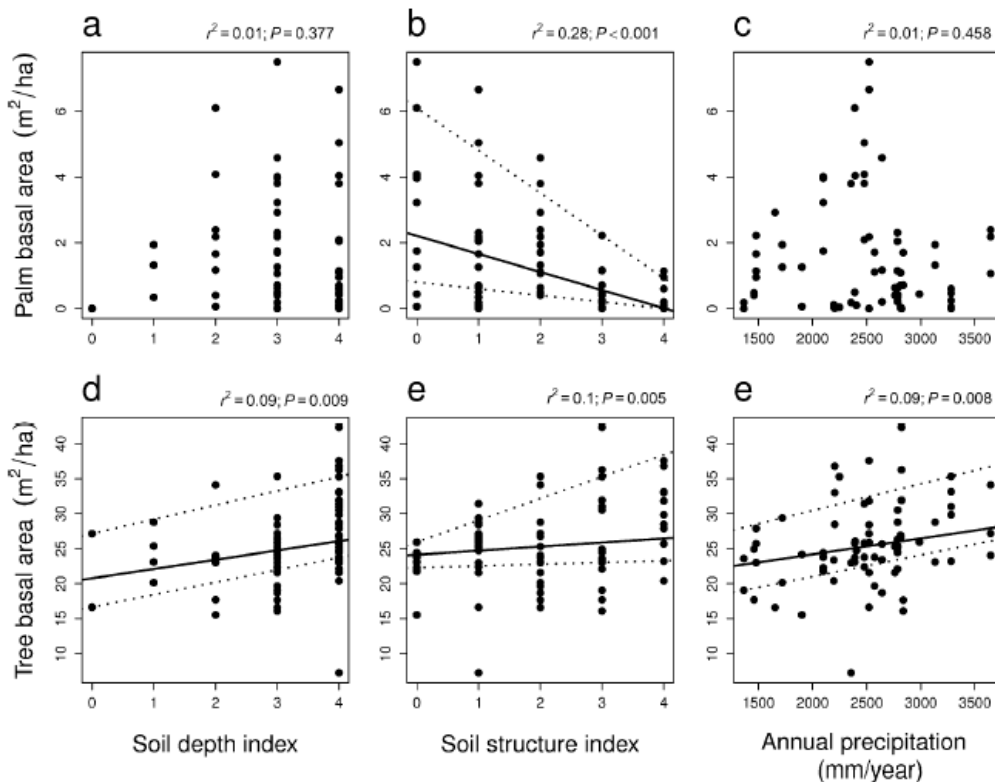 a
r² = 0.01; P = 0.377
b
r² = 0.28; P < 0.001
c
r² = 0.01; P = 0.458
Palm basal area (m²/ha)
6
4
2
0
0 1 2 3 4
6
4
2
0
0 1 2 3 4
6
4
2
0
1500 2000 2500 3000 3500
d
r² = 0.09; P = 0.009
e
r² = 0.1; P = 0.005
e
r² = 0.09; P = 0.008
Tree basal area (m²/ha)
40
35
30
25
20
15
10
0 1 2 3 4
40
35
30
25
20
15
10
0 1 2 3 4
40
35
30
25
20
15
10
1500 2000 2500 3000 3500
Soil depth index
Soil structure index
Annual precipitation
(mm/year)